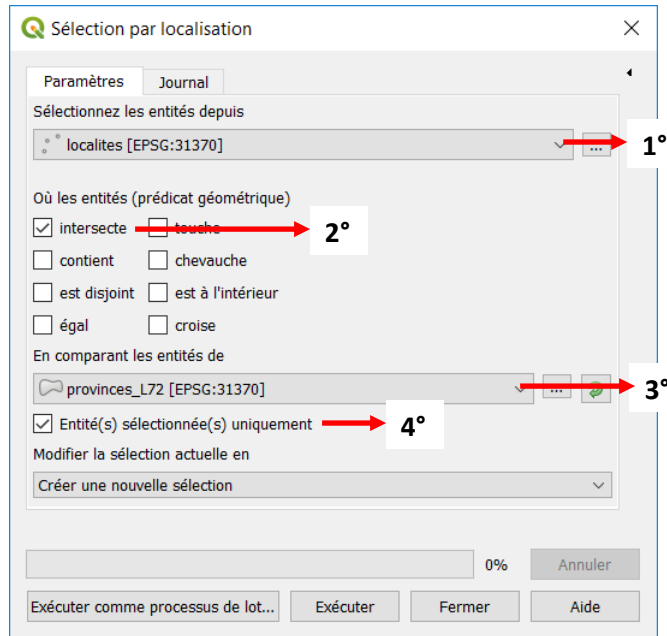 Sélection par localisation
Paramètres Journal
Sélectionnez les entités depuis
localites [EPSG:31370] ... 1°
Où les entités (prédicat géométrique)
intersecte touche 2°
contient chevauche
est disjoint est à l'intérieur
égal croise
En comparant les entités de
provinces_L72 [EPSG:31370] ... 3°
Entité(s) sélectionnée(s) uniquement 4°
Modifier la sélection actuelle en
Créer une nouvelle sélection
0% Annuler
Exécuter comme processus de lot... Exécuter Fermer Aide